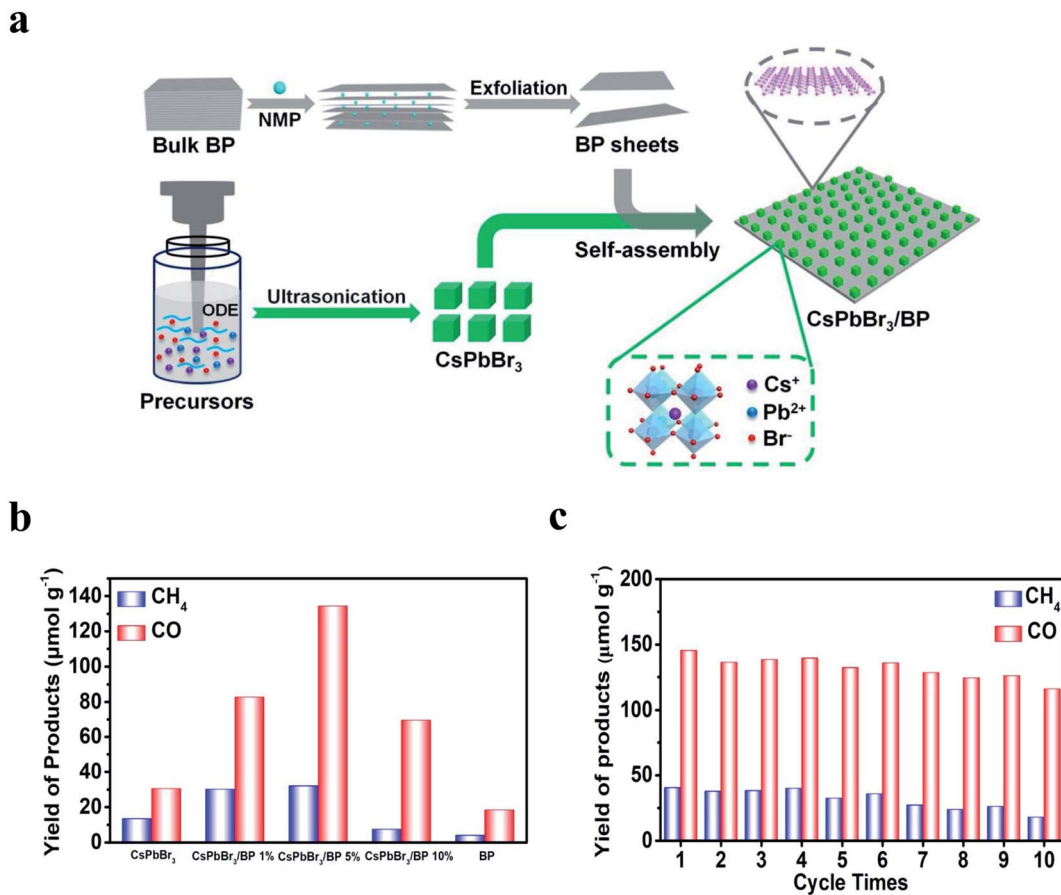 a
Bulk BP
NMP
Exfoliation
BP sheets
Self-assembly
CsPbBr₃/BP
ODE
Precursors
Ultrasonication
CsPbBr₃
Cs⁺
Pb²⁺
Br⁻
b
Yield of Products (μmol g⁻¹)
140
120
100
80
60
40
20
0
CH₄
CO
CsPbBr₃
CsPbBr₃/BP 1%
CsPbBr₃/BP 5%
CsPbBr₃/BP 10%
BP
c
Yield of products (μmol g⁻¹)
200
150
100
50
0
CH₄
CO
1 2 3 4 5 6 7 8 9 10
Cycle Times